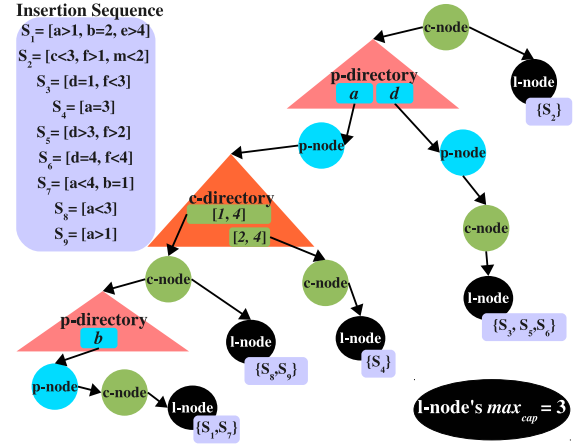 Insertion Sequence
S1= [a>1, b=2, e>4]
S2= [c<3, f>1, m<2]
S3= [d=1, f<3]
S4= [a=3]
S5= [d>3, f>2]
S6= [d=4, f<4]
S7= [a<4, b=1]
S8= [a<3]
S9= [a>1]
c-node
p-directory
a d
l-node
{S2}
p-node
p-node
c-directory
[1, 4]
[2, 4]
c-node
c-node
c-node
l-node
{S3, S5,S6}
p-directory
b
l-node
{S8,S9}
l-node
{S4}
p-node
c-node
l-node
{S1,S7}
l-node's maxcap = 3